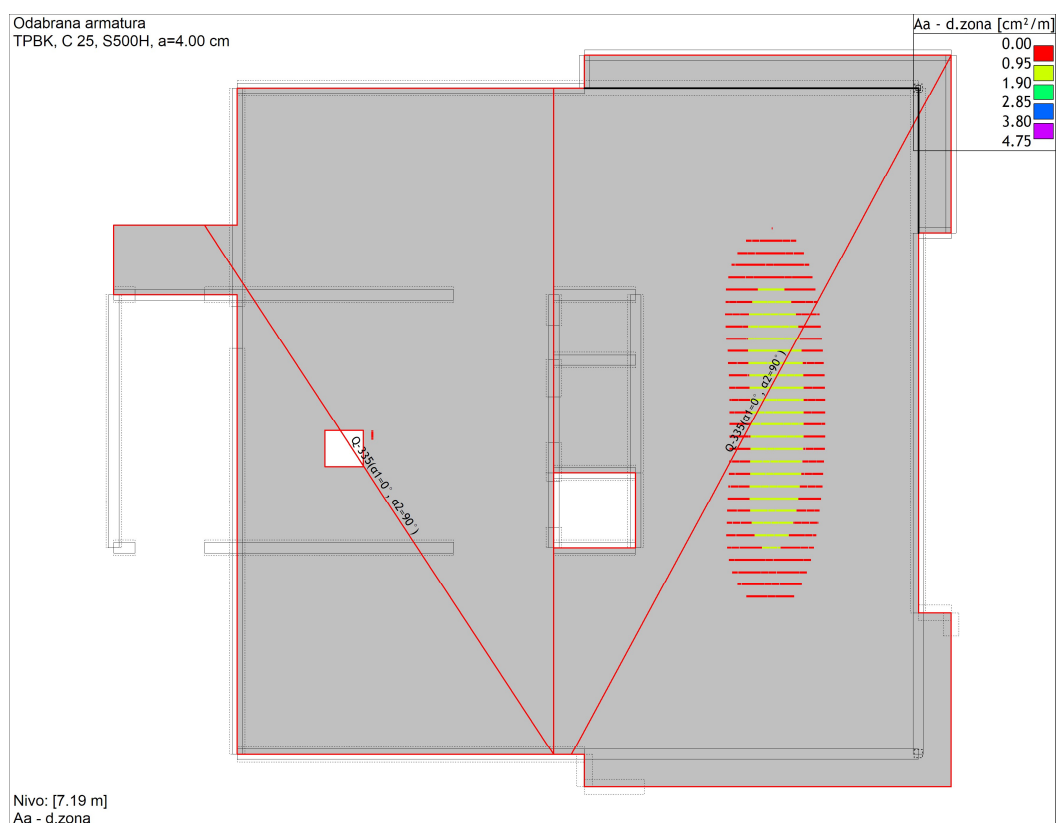 Odabrana armatura
TPBK, C 25, S500H, a=4.00 cm
Aa - d.zona [cm²/m]
0.00
0.95
1.90
2.85
3.80
4.75
Q-335(α1=0°, α2=90°)
Q-335(α1=0°, α2=90°)
Nivo: [7.19 m]
Aa - d.zona